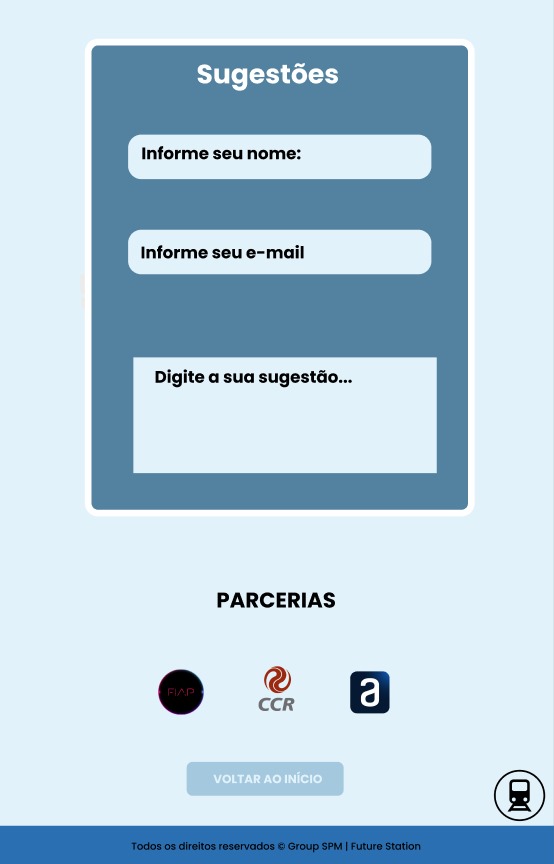 Sugestões
Informe seu nome:
Informe seu e-mail
Digite a sua sugestão...
PARCERIAS
FIAP
CCR
a
VOLTAR AO INÍCIO
Todos os direitos reservados © Group SPM | Future Station